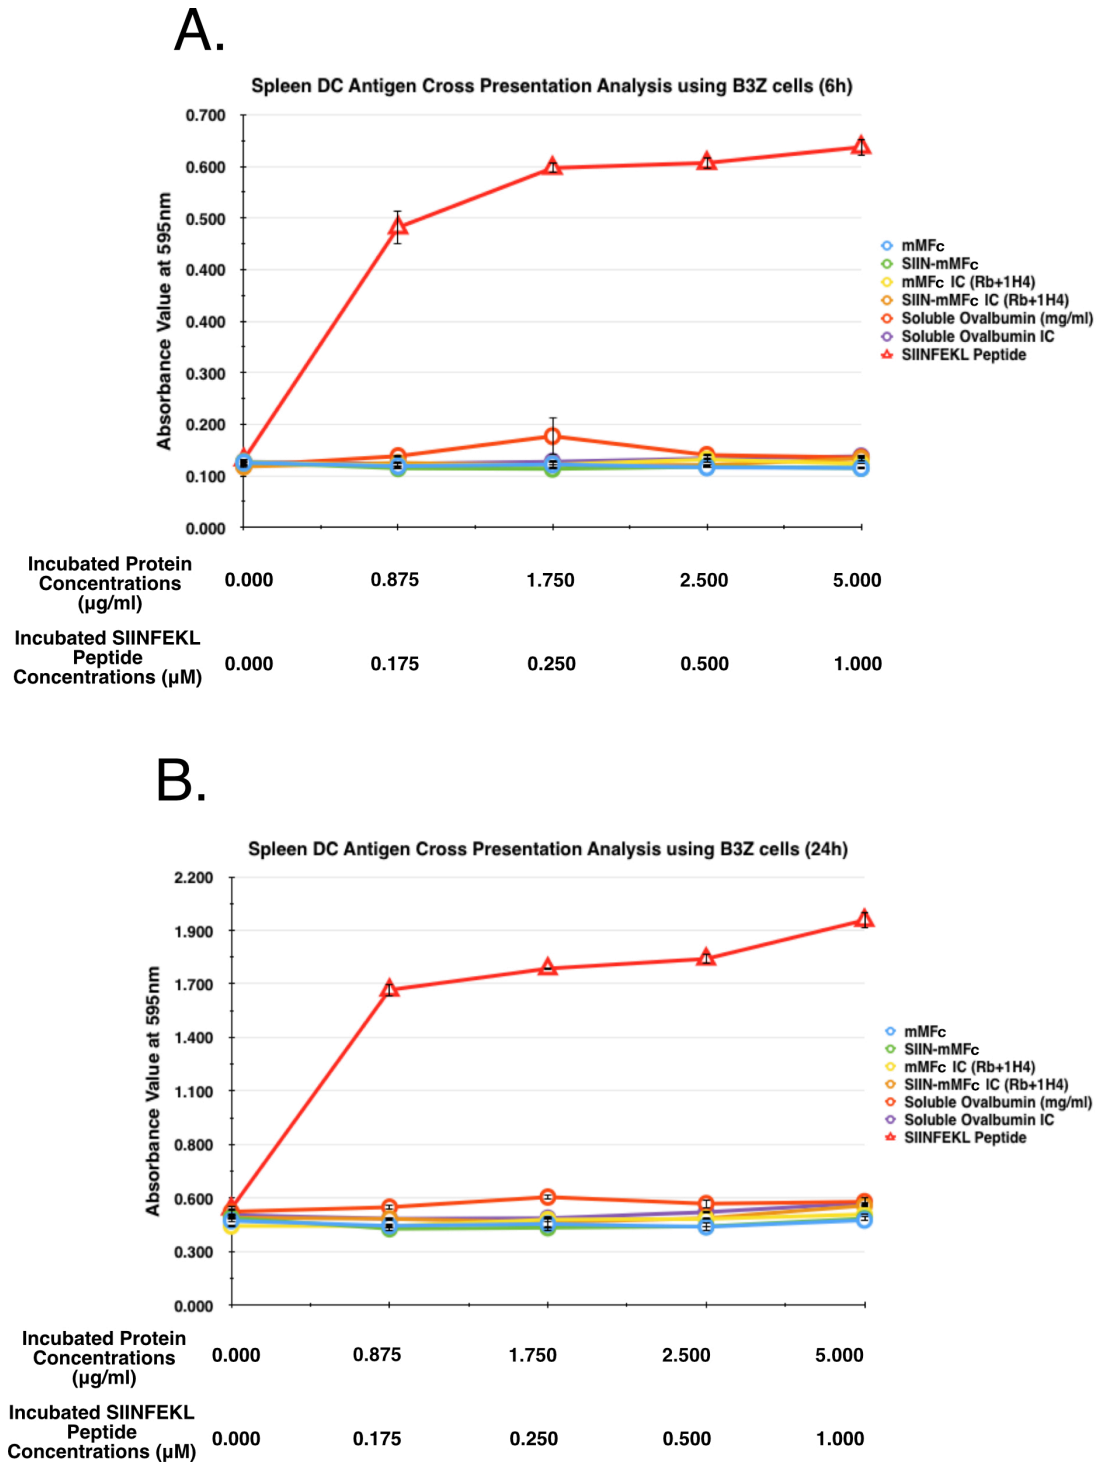 A.
Spleen DC Antigen Cross Presentation Analysis using B3Z cells (6h)
0.700
0.600
0.500
0.400
0.400
0.300
0.200
0.100
0.000
Absorbance Value at 595nm
mMFc
SIIN-mMFc
mMFc IC (Rb+1H4)
SIIN-mMFc IC (Rb+1H4)
Soluble Ovalbumin (mg/ml)
Soluble Ovalbumin IC
SIINFEKL Peptide
Incubated Protein
Concentrations
(µg/ml)
0.000 0.875 1.750 2.500 5.000
Incubated SIINFEKL
Peptide
Concentrations (µM)
0.000 0.175 0.250 0.500 1.000
B.
Spleen DC Antigen Cross Presentation Analysis using B3Z cells (24h)
2.200
1.900
1.700
1.400
1.100
0.800
0.600
0.300
0.000
Absorbance Value at 595nm
mMFc
SIIN-mMFc
mMFc IC (Rb+1H4)
SIIN-mMFc IC (Rb+1H4)
Soluble Ovalbumin (mg/ml)
Soluble Ovalbumin IC
SIINFEKL Peptide
Incubated Protein
Concentrations
(µg/ml)
0.000 0.875 1.750 2.500 5.000
Incubated SIINFEKL
Peptide
Concentrations (µM)
0.000 0.175 0.250 0.500 1.000